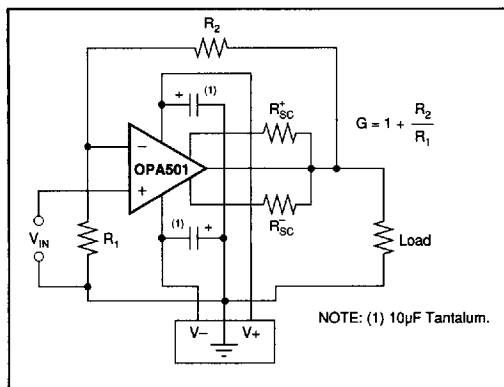 R₂
+ (1)
R⁺SC
G = 1 + R₂/R₁
−
OPA501
+
R⁻SC
(1) +
VIN
R₁
Load
V− V+
NOTE: (1) 10µF Tantalum.